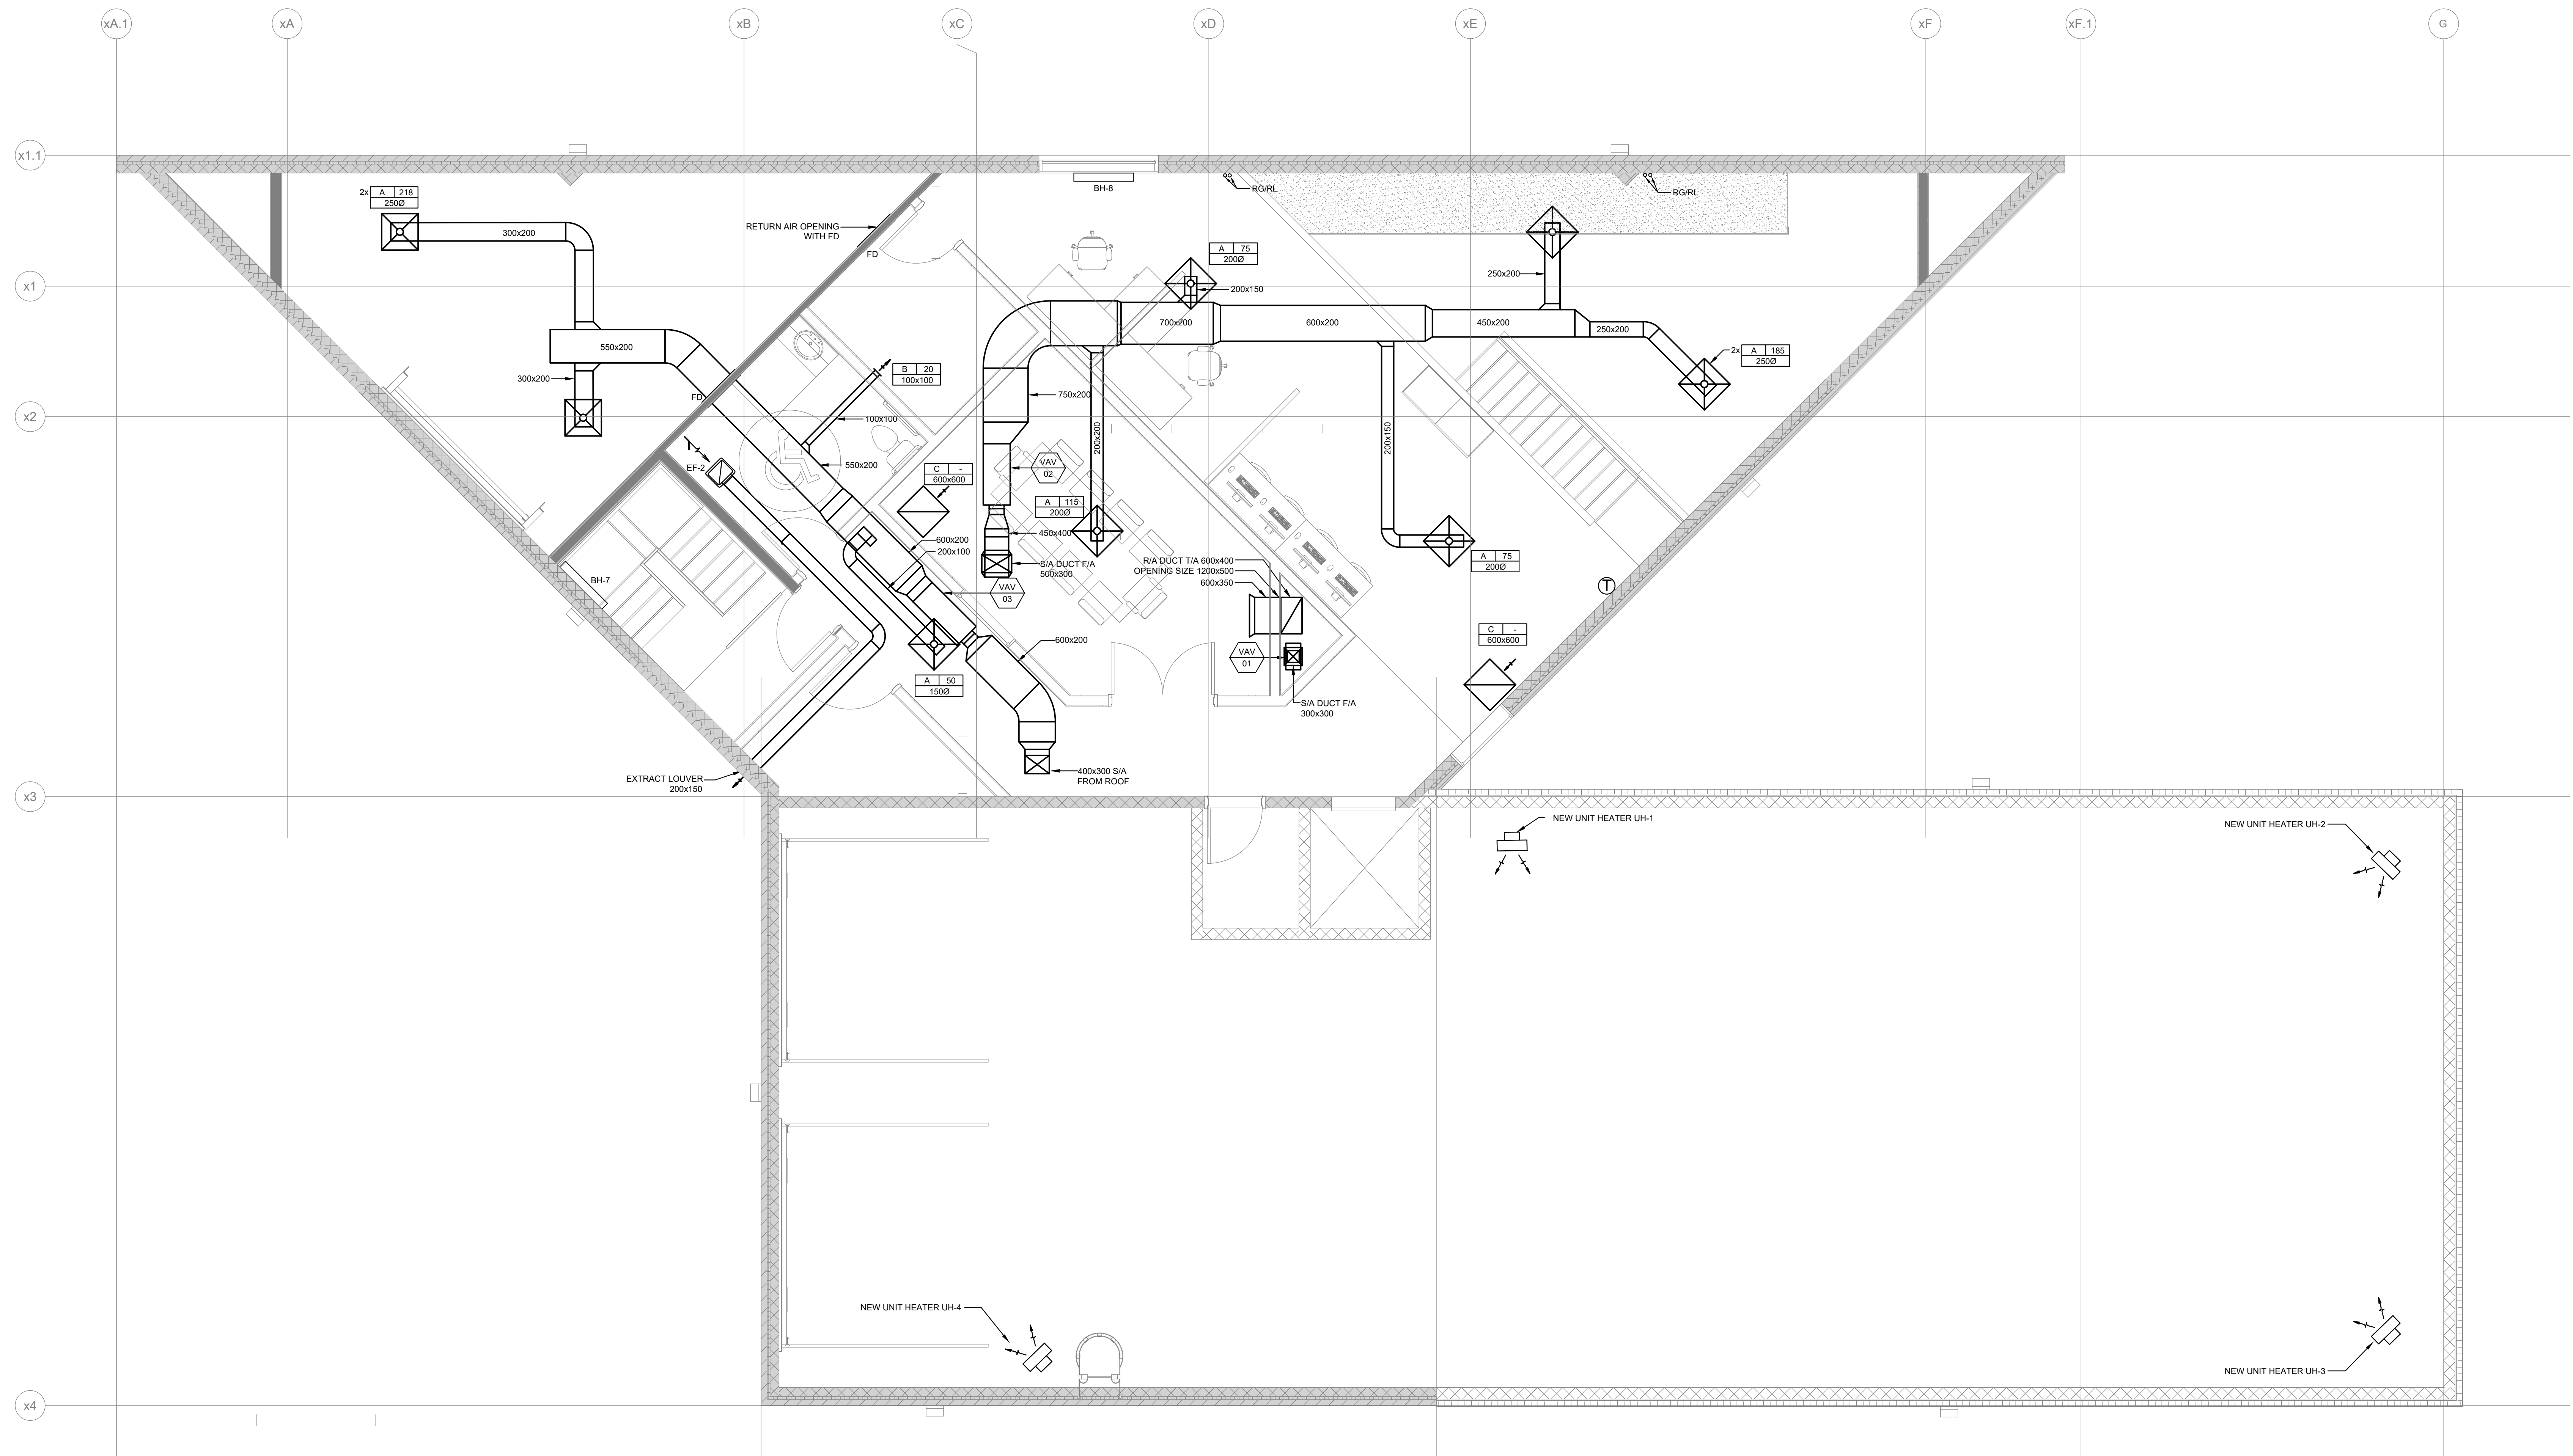 xA.1
xA
xB
xC
xD
xE
xF
xF.1
G
x1.1
x1
x2
x3
x4
2x A 218
250Ø
300x200
550x200
300x200
RETURN AIR OPENING
WITH FD
FD
FD
BH-8
RG/RL
RG/RL
A 75
200Ø
200x150
700x200
600x200
450x200
250x200
250x200
2x A 185
250Ø
B 20
100x100
100x100
550x200
750x200
200x200
200x150
EF-2
C -
600x600
VAV
02
A 115
200Ø
450x400
600x200
200x100
S/A DUCT F/A
500x300
VAV
03
R/A DUCT T/A 600x400
OPENING SIZE 1200x500
600x350
A 75
200Ø
T
BH-7
600x200
VAV
01
C -
600x600
A 50
150Ø
S/A DUCT F/A
300x300
400x300 S/A
FROM ROOF
EXTRACT LOUVER
200x150
NEW UNIT HEATER UH-1
NEW UNIT HEATER UH-2
NEW UNIT HEATER UH-4
NEW UNIT HEATER UH-3